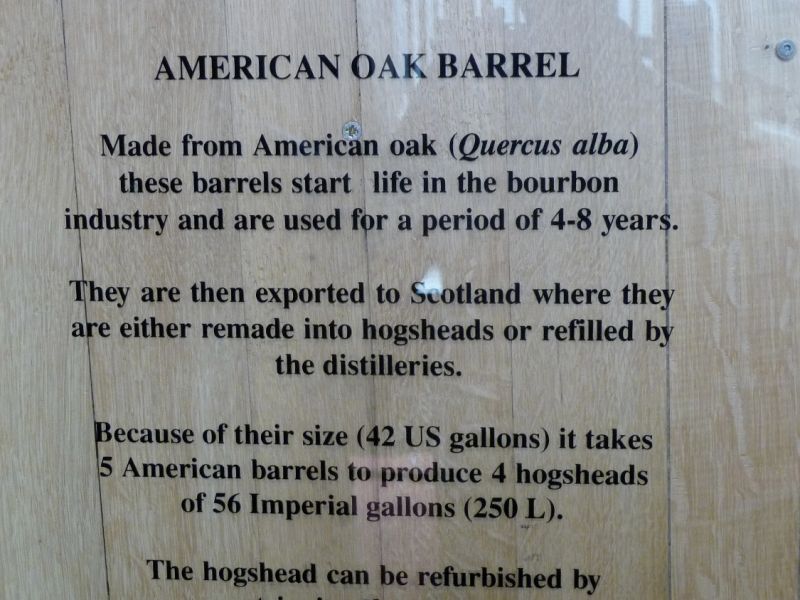 AMERICAN OAK BARREL
Made from American oak (Quercus alba)
these barrels start life in the bourbon
industry and are used for a period of 4-8 years.
They are then exported to Scotland where they
are either remade into hogsheads or refilled by
the distilleries.
Because of their size (42 US gallons) it takes
5 American barrels to produce 4 hogsheads
of 56 Imperial gallons (250 L).
The hogshead can be refurbished by